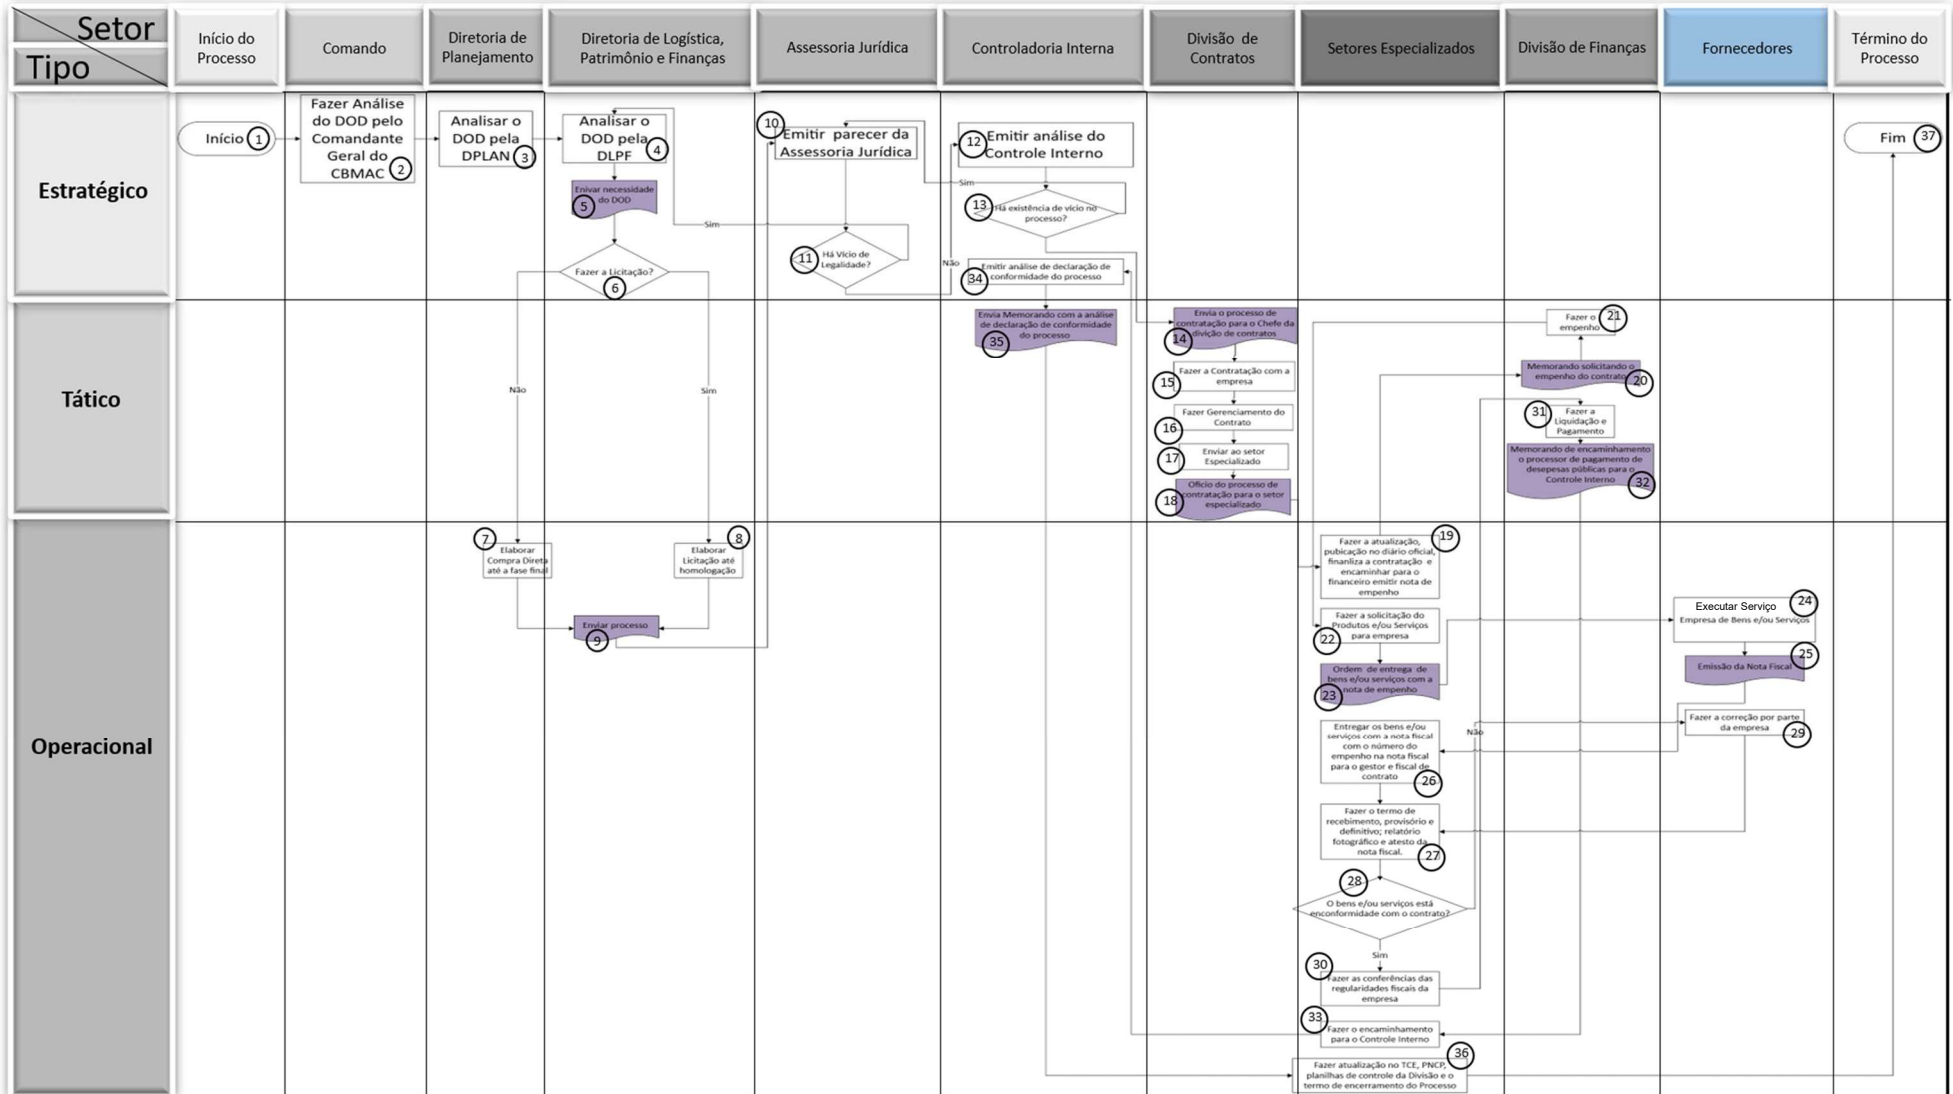 Setor
Tipo
Início do
Processo
Comando
Diretoria de
Planejamento
Diretoria de Logística,
Patrimônio e Finanças
Assessoria Jurídica
Controladoria Interna
Divisão de
Contratos
Setores Especializados
Divisão de Finanças
Fornecedores
Término do
Processo
Estratégico
Início
1
Fazer Análise
do DOD pelo
Comandante
Geral do
CBMAC
2
Analisar o
DOD pela
DPLAN
3
Analisar o
DOD pela
DLPF
4
Enivar necessidade
do DOD
5
Fazer a Licitação?
6
Sim
10
Emitir parecer da
Assessoria Jurídica
11
Há Vício de
Legalidade?
Não
12
Emitir análise do
Controle Interno
Sim
13
Há existência de vício no
processo?
34
Emitir análise de declaração de
conformidade do processo
Fim
37
Tático
Não
Sim
Envia Memorando com a análise
de declaração de conformidade
do processo
35
Envia o processo de
contratação para o Chefe da
divição de contratos
14
Fazer a Contratação com a
empresa
15
Fazer Gerenciamento do
Contrato
16
Enviar ao setor
Especializado
17
Ofício do processo de
contratação para o setor
especializado
18
Fazer o
empenho
21
Memorando solicitando o
empenho do contrato
20
31
Fazer a
Liquidação e
Pagamento
Memorando de encaminhamento
o processor de pagamento de
desepesas públicas para o
Controle Interno
32
Operacional
7
Elaborar
Compra Direta
até a fase final
8
Elaborar
Licitação até
homologação
Enviar processo
9
19
Fazer a atualização,
pubicação no diário oficial,
finanliza a contratação e
encaminhar para o
financeiro emitir nota de
empenho
Fazer a solicitação do
Produtos e/ou Serviços
para empresa
22
Ordem de entrega de
bens e/ou serviços com a
nota de empenho
23
Executar Serviço
24
Empresa de Bens e/ou Serviços
Emissão da Nota Fiscal
25
Fazer a correção por parte
da empresa
29
Não
Entregar os bens e/ou
serviços com a nota fiscal
com o número do
empenho na nota fiscal
para o gestor e fiscal de
contrato
26
Fazer o termo de
recebimento, provisório e
definitivo; relatório
fotográfico e atesto da
nota fiscal.
27
28
O bens e/ou serviços está
enconformidade com o contrato?
Sim
30
Fazer as conferências das
regularidades fiscais da
empresa
33
Fazer o encaminhamento
para o Controle Interno
36
Fazer atualização no TCE, PNCP,
planilhas de controle da Divisão e o
termo de encerramento do Processo